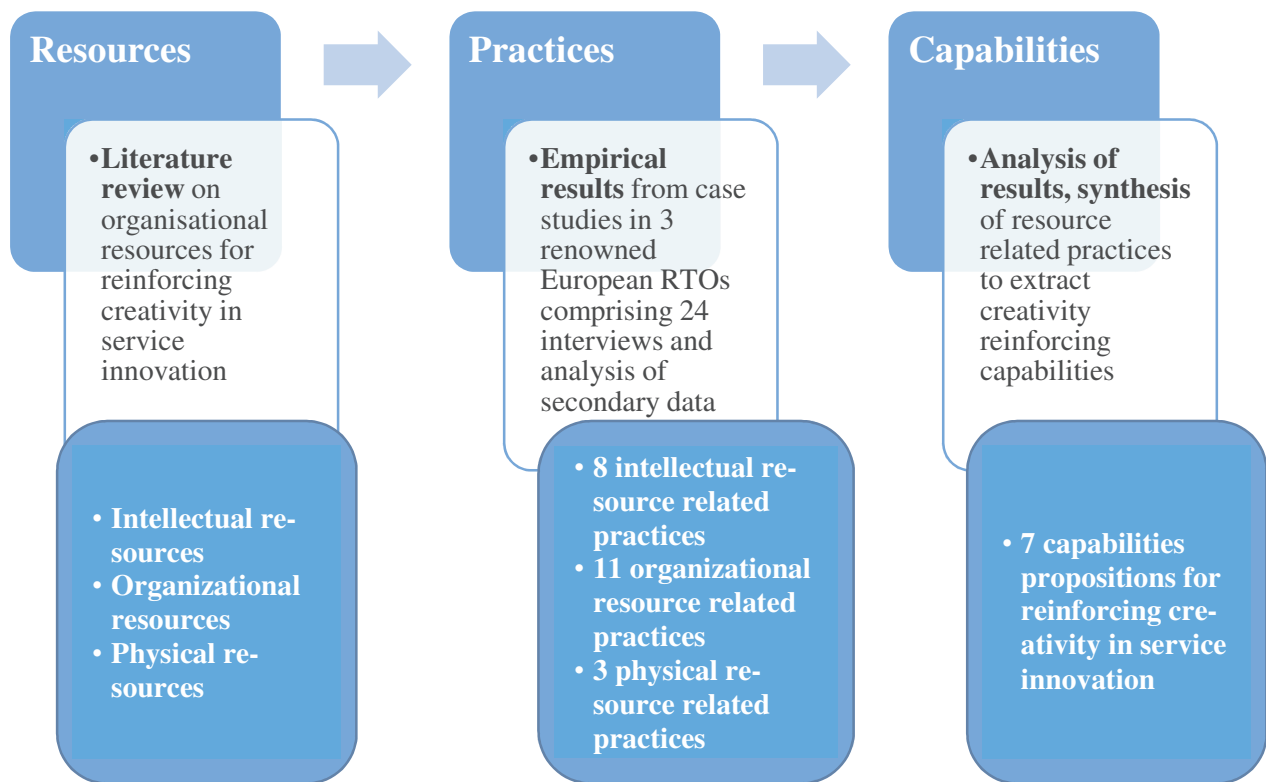 Resources
•Literature
review on
organisational
resources for
reinforcing
creativity in
service
innovation
• Intellectual re-
sources
• Organizational
resources
• Physical re-
sources
Practices
•Empirical
results from case
studies in 3
renowned
European RTOs
comprising 24
interviews and
analysis of
secondary data
• 8 intellectual re-
source related
practices
• 11 organizational
resource related
practices
• 3 physical re-
source related
practices
Capabilities
•Analysis of
results, synthesis
of resource
related practices
to extract
creativity
reinforcing
capabilities
• 7 capabilities
propositions for
reinforcing cre-
ativity in service
innovation